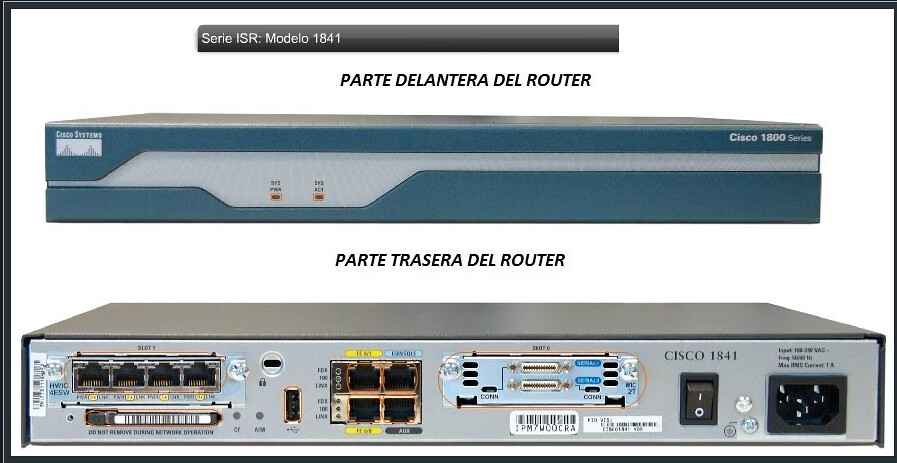 Serie ISR: Modelo 1841
PARTE DELANTERA DEL ROUTER
CISCO SYSTEMS
Cisco 1800 Series
SYS PWR
SYS ACT
PARTE TRASERA DEL ROUTER
SLOT 1
HWIC 4ESW
DO NOT REMOVE DURING NETWORK OPERATION
CF
AIM
FE 0/1
CONSOLE
FDX
100
LINK
FDX
100
LINK
FE 0/0
AUX
SLOT 0
SERIAL1
CONN
CONN
WIC 2T
IPM7W00CRA
CISCO1841 V05
CISCO 1841
Input: 100-240 VAC ~
Freq: 50/60 Hz
Max RMS Current: 1 A